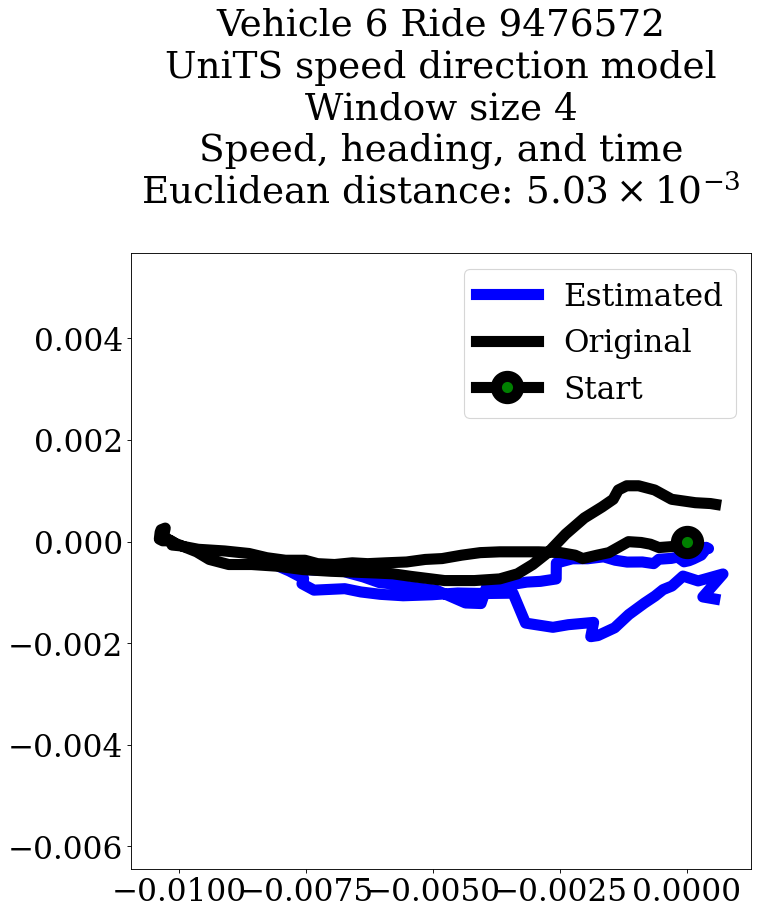 Vehicle 6 Ride 9476572
UniTS speed direction model
Window size 4
Speed, heading, and time
Euclidean distance: 5.03 × 10⁻³
Estimated
Original
Start
0.004
0.002
0.000
−0.002
−0.004
−0.006
−0.0100 −0.0075 −0.0050 −0.0025 0.0000